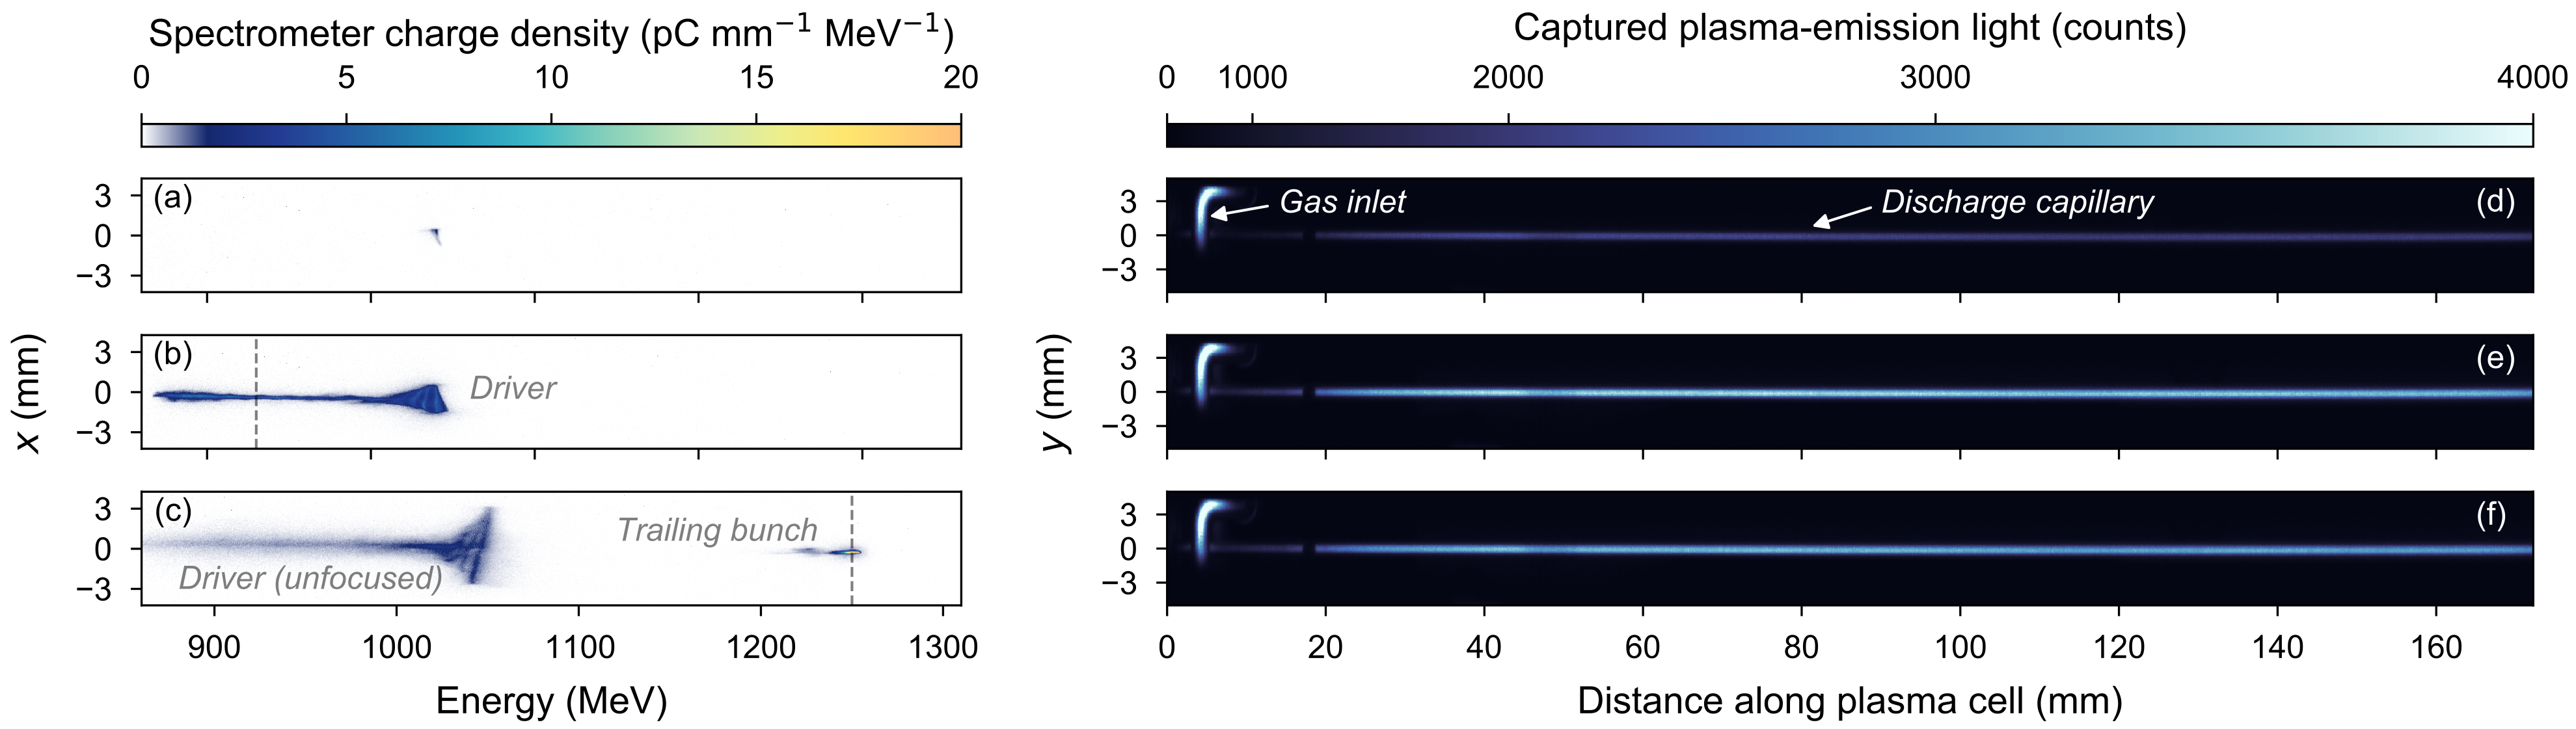 Spectrometer charge density (pC mm⁻¹ MeV⁻¹)
0 5 10 15 20
(a)
3
0
−3
(b)
3
0
−3
Driver
(c)
3
0
−3
Trailing bunch
Driver (unfocused)
x (mm)
900 1000 1100 1200 1300
Energy (MeV)
Captured plasma-emission light (counts)
0 1000 2000 3000 4000
Gas inlet
Discharge capillary
(d)
3
0
−3
(e)
3
0
−3
(f)
3
0
−3
y (mm)
0 20 40 60 80 100 120 140 160
Distance along plasma cell (mm)